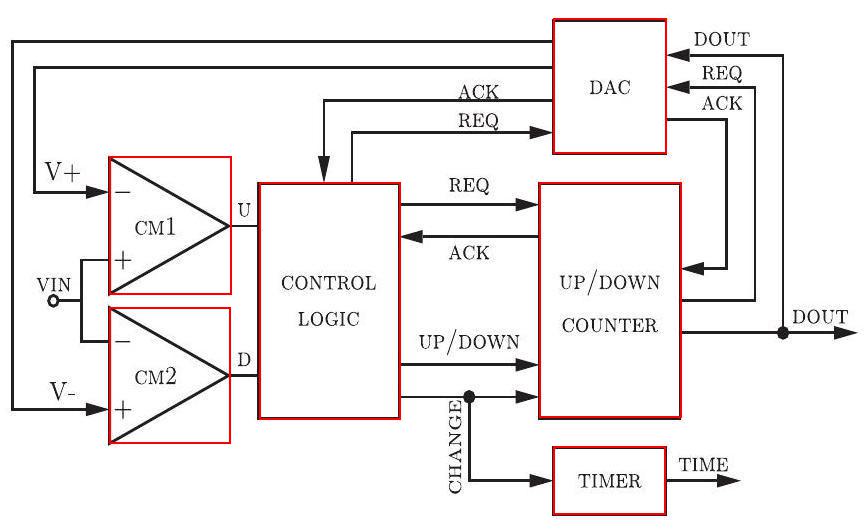 DOUT
DAC
REQ
ACK
ACK
REQ
V+
−
CM1
U
REQ
+
ACK
VIN
CONTROL
LOGIC
UP/DOWN
COUNTER
DOUT
−
CM2
D
UP/DOWN
V-
+
CHANGE
TIMER
TIME